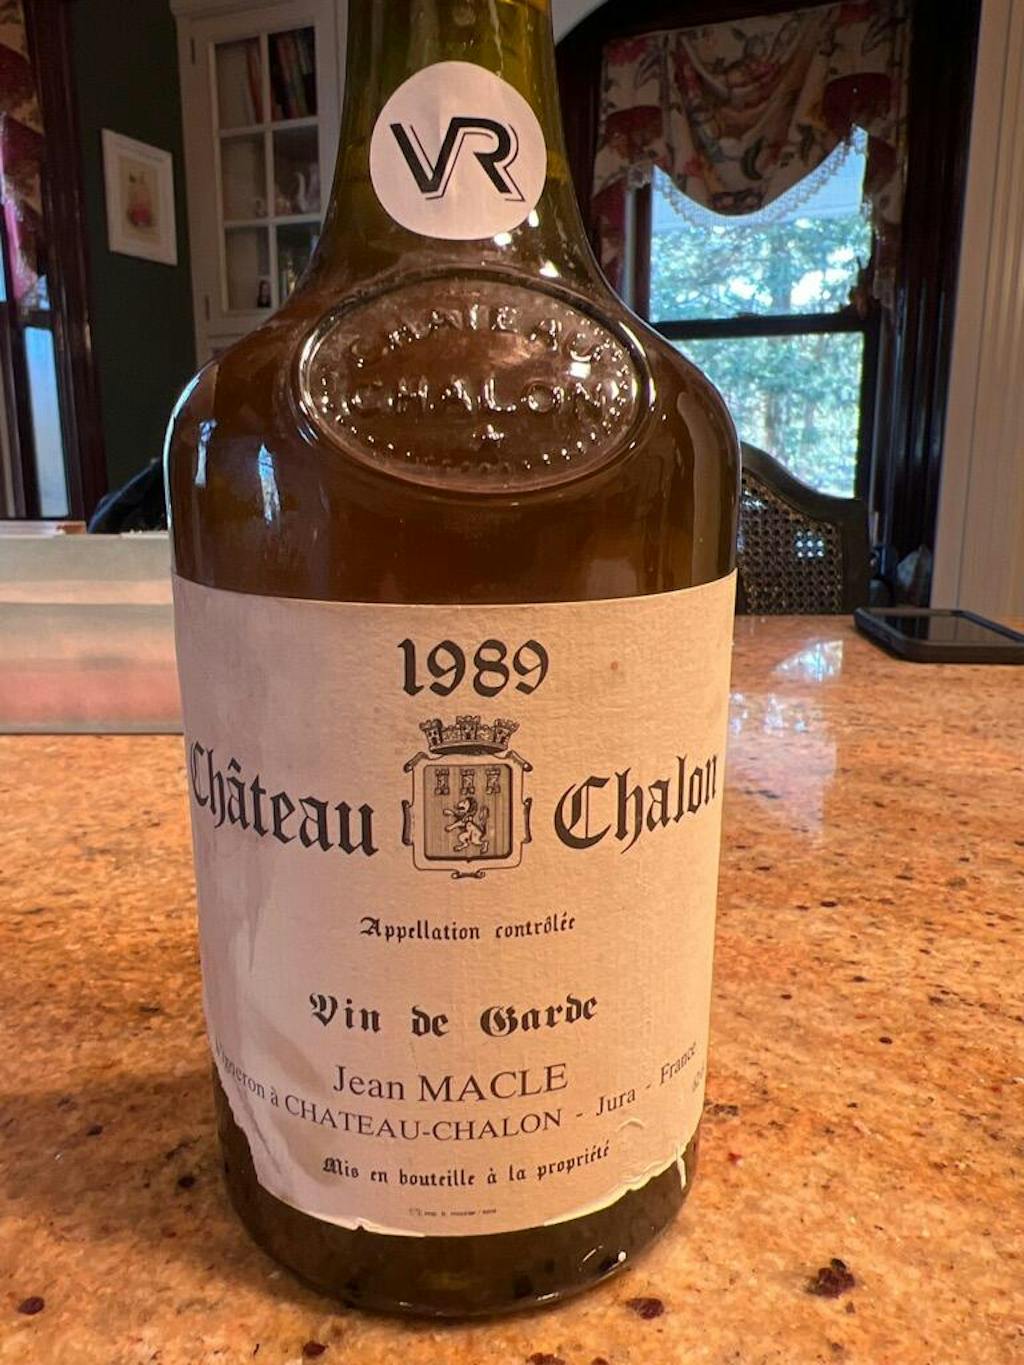 VR
CHATEAU
CHALON
1989
Château Chalon
Appellation contrôlée
Vin de Garde
Jean MACLE
Vigneron à CHATEAU-CHALON - Jura - France
Mis en bouteille à la propriété